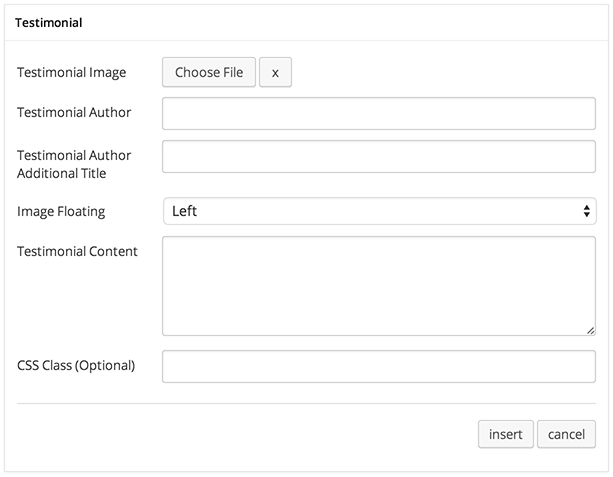 Testimonial
Testimonial Image
Choose File
x
Testimonial Author
Testimonial Author
Additional Title
Image Floating
Left
Testimonial Content
CSS Class (Optional)
insert
cancel